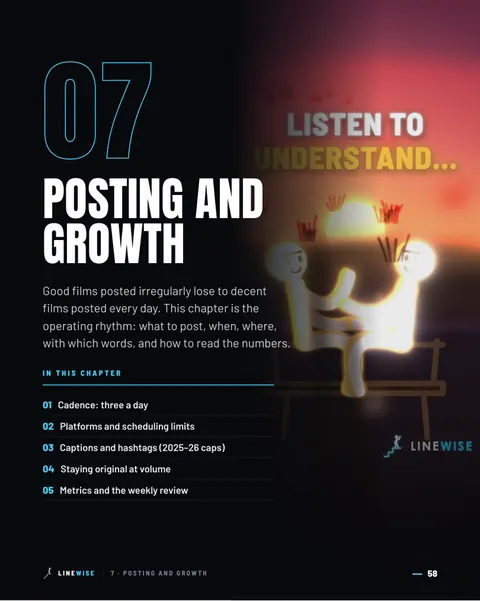 07
LISTEN TO
UNDERSTAND...
POSTING AND
GROWTH
Good films posted irregularly lose to decent
films posted every day. This chapter is the
operating rhythm: what to post, when, where,
with which words, and how to read the numbers.
IN THIS CHAPTER
01 Cadence: three a day
02 Platforms and scheduling limits
03 Captions and hashtags (2025–26 caps)
04 Staying original at volume
05 Metrics and the weekly review
LINEWISE
LINEWISE 7 · POSTING AND GROWTH
58